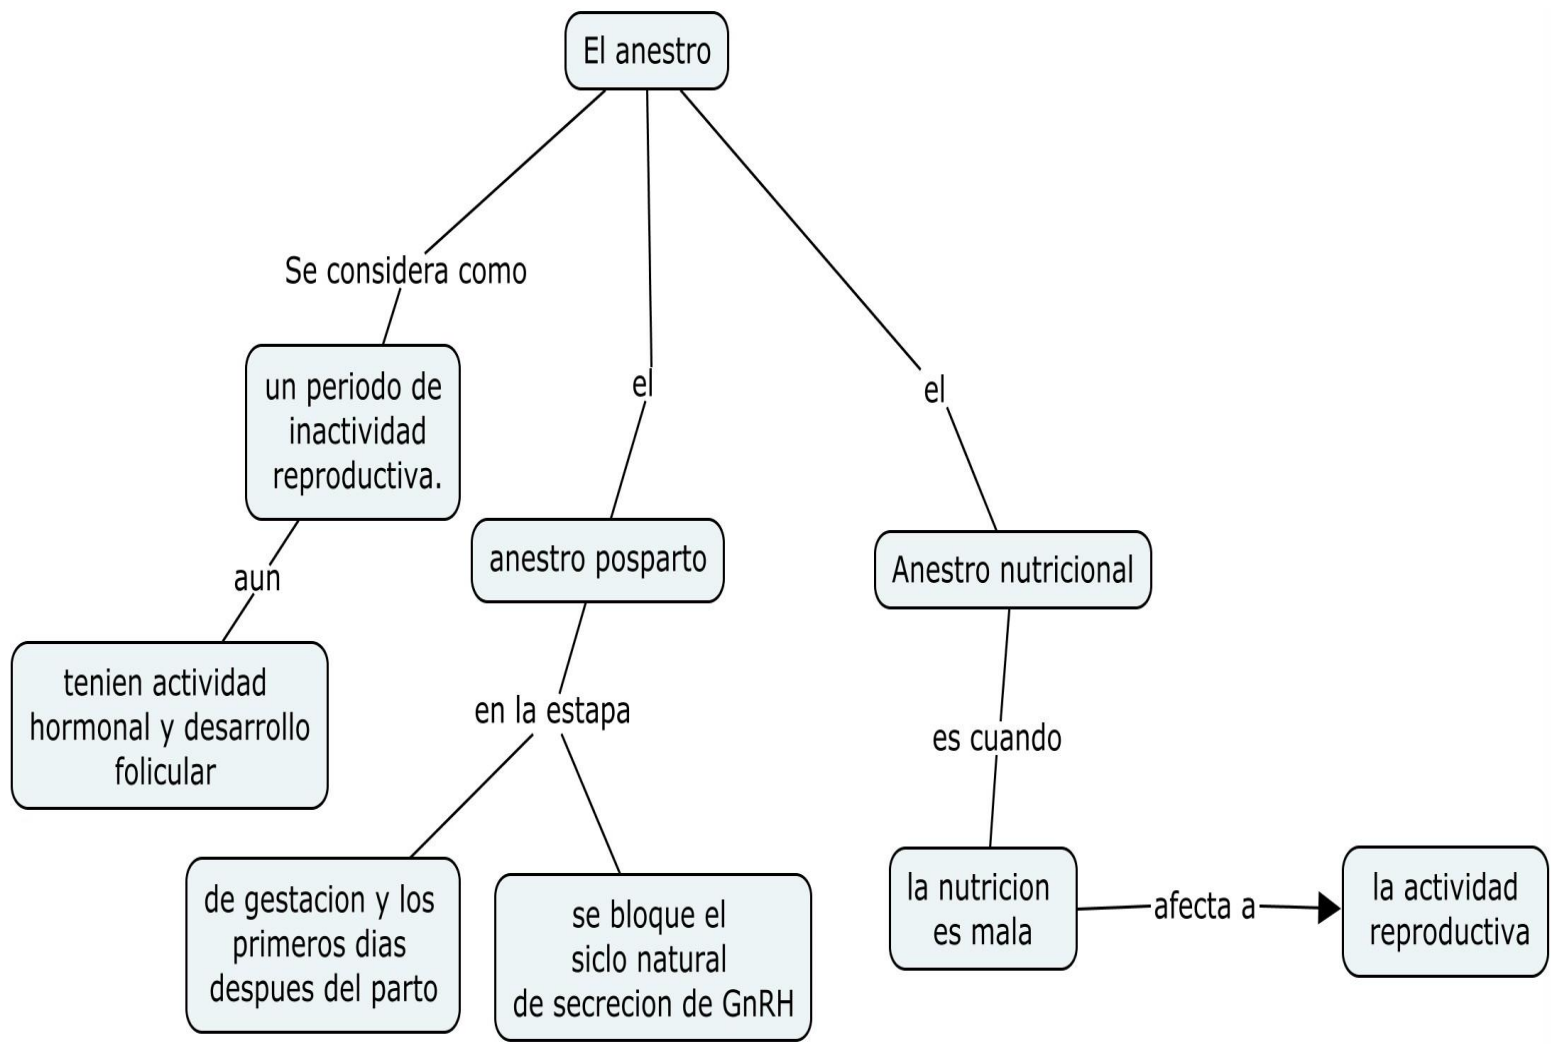 El anestro
Se considera como
un periodo de
inactividad
reproductiva.
aun
tenien actividad
hormonal y desarrollo
folicular
el
anestro posparto
en la estapa
de gestacion y los
primeros dias
despues del parto
se bloque el
siclo natural
de secrecion de GnRH
el
Anestro nutricional
es cuando
la nutricion
es mala
afecta a
la actividad
reproductiva